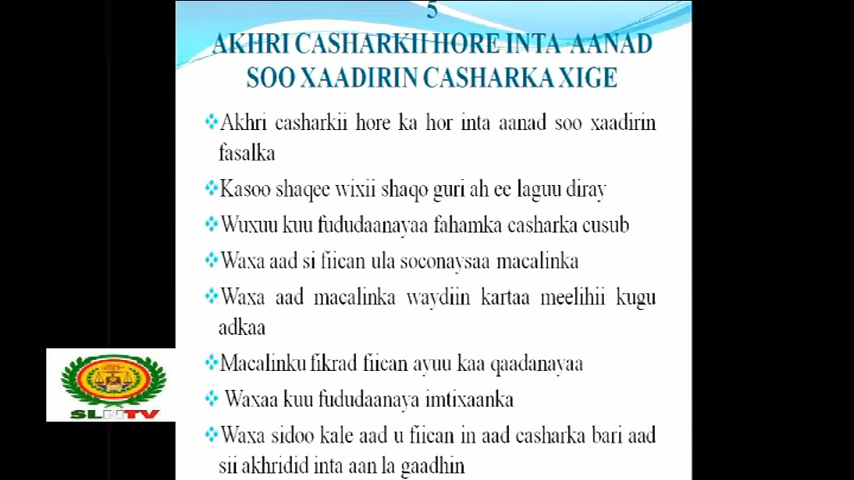 5
AKHRI CASHARKII HORE INTA AANAD
SOO XAADIRIN CASHARKA XIGE
Akhri casharkii hore ka hor inta aanad soo xaadirin
fasalka
Kasoo shaqee wixii shaqo guri ah ee laguu diray
Wuxuu kuu fududaanayaa fahamka casharka cusub
Waxa aad si fiican ula soconaysaa macalinka
Waxa aad macalinka waydiin kartaa meelihii kugu
adkaa
Macalinku fikrad fiican ayuu kaa qaadanayaa
Waxaa kuu fududaanaya imtixaanka
Waxa sidoo kale aad u fiican in aad casharka bari aad
sii akhridid inta aan la gaadhin
SLNTV